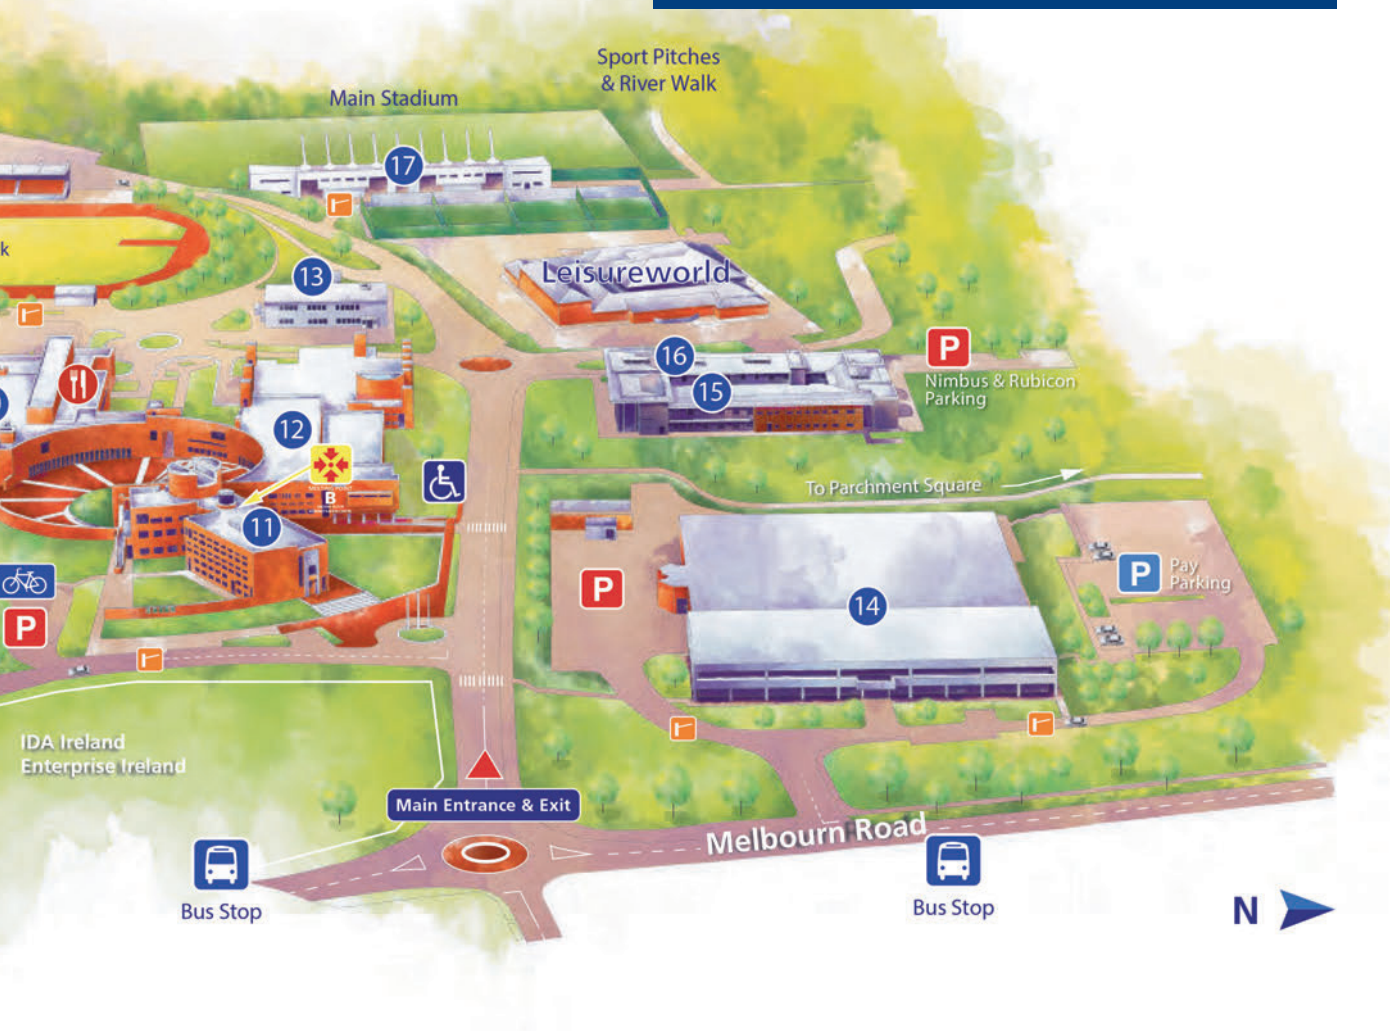 Sport Pitches
& River Walk
Main Stadium
17
k
13
Leisureworld
16
P
15
Nimbus & Rubicon
Parking
12
B
To Parchment Square
11
P
P
Pay
Parking
14
P
IDA Ireland
Enterprise Ireland
Main Entrance & Exit
Melbourn Road
Bus Stop
Bus Stop
N